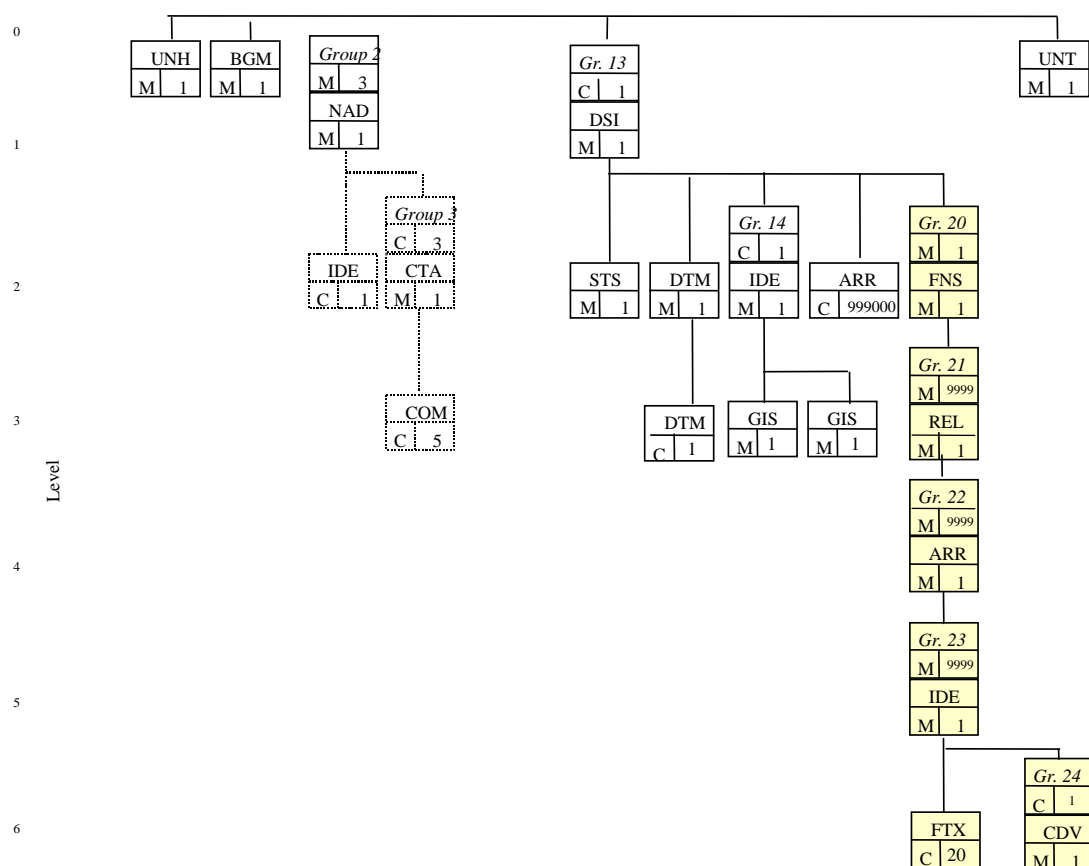 0
UNH
M 1
BGM
M 1
Group 2
M 3
NAD
M 1
Gr. 13
C 1
DSI
M 1
UNT
M 1
1
Group 3
C 3
IDE
C 1
CTA
M 1
STS
M 1
DTM
M 1
Gr. 14
C 1
IDE
M 1
ARR
C 999000
Gr. 20
M 1
FNS
M 1
2
COM
C 5
DTM
C 1
GIS
M 1
GIS
M 1
Gr. 21
M 9999
REL
M 1
3
Level
Gr. 22
M 9999
ARR
M 1
4
Gr. 23
M 9999
IDE
M 1
5
FTX
C 20
Gr. 24
C 1
CDV
M 1
6